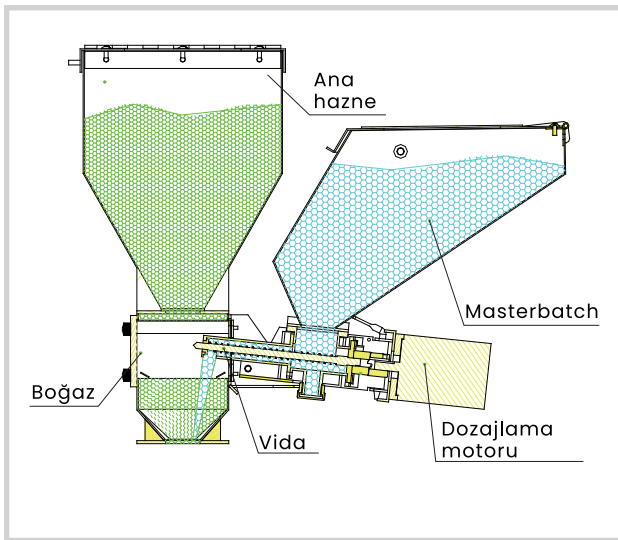 Ana
hazne
Masterbatch
Boğaz
Vida
Dozajlama
motoru